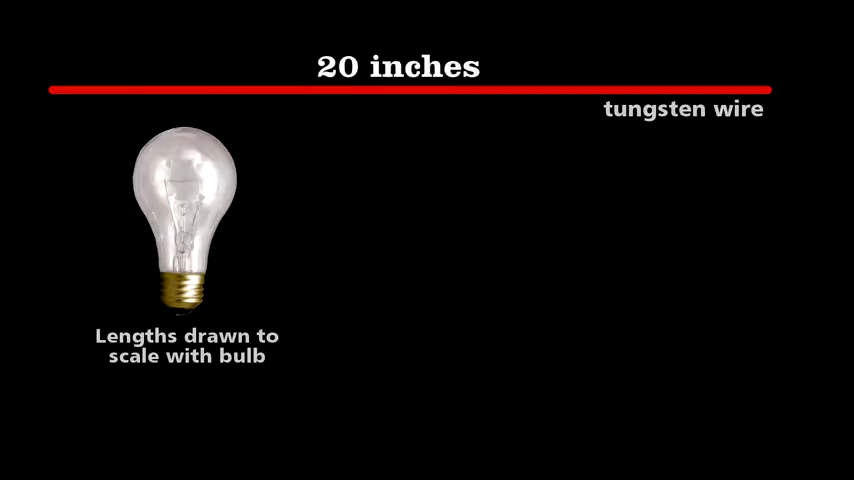 20 inches
tungsten wire
Lengths drawn to
scale with bulb